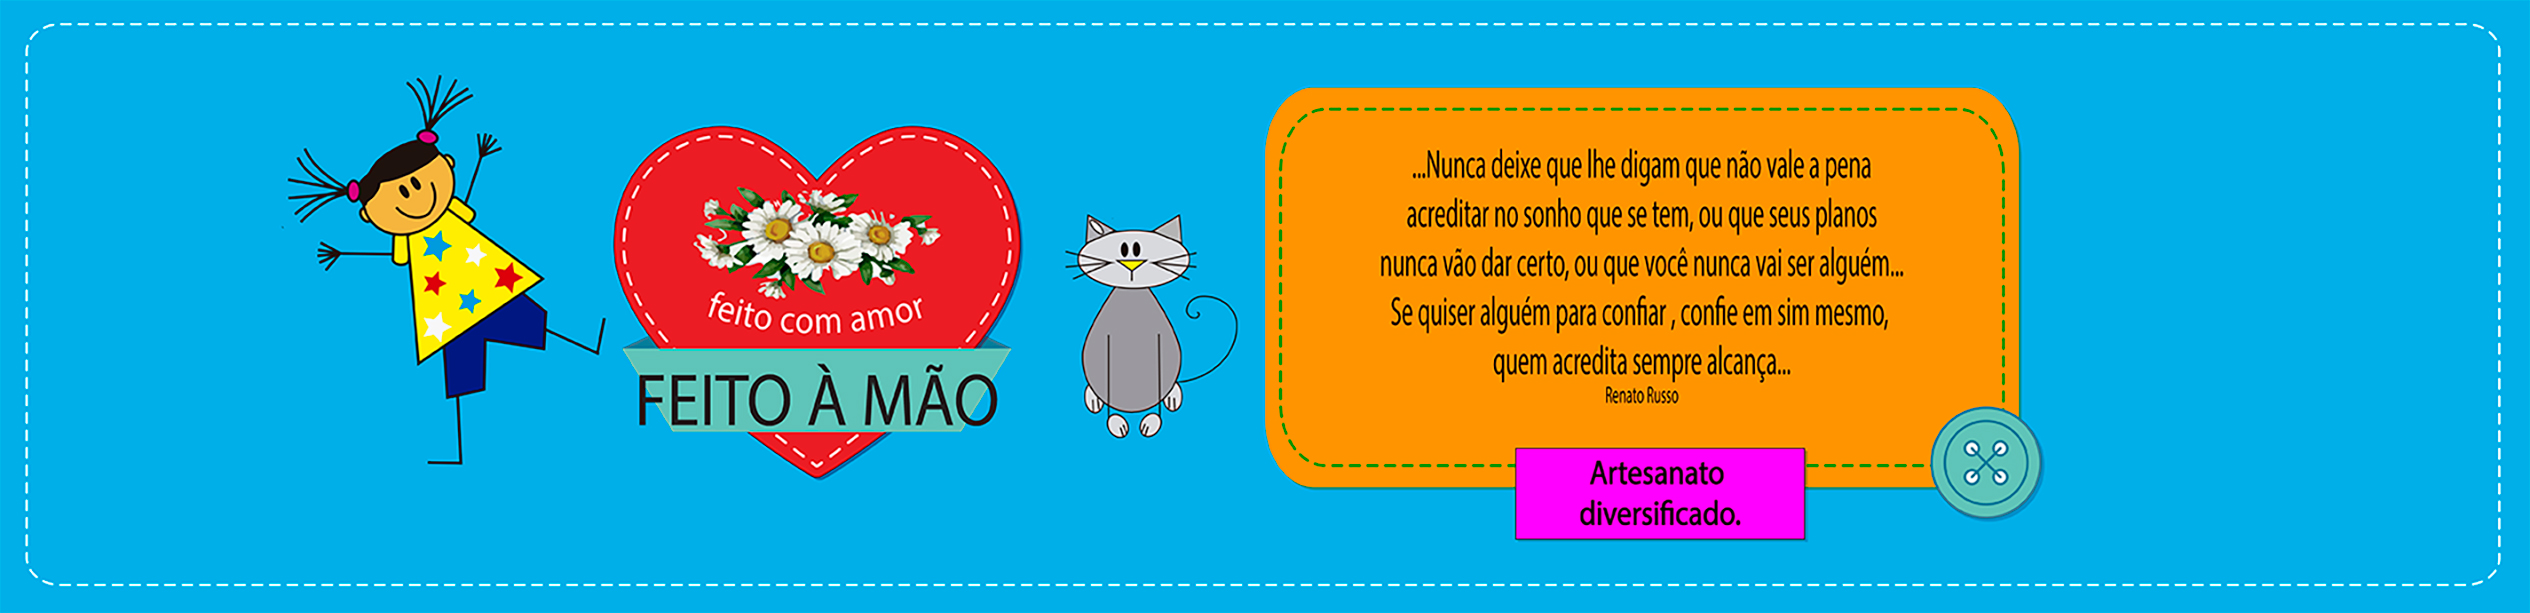 feito com amor
FEITO À MÃO
...Nunca deixe que lhe digam que não vale a pena
acreditar no sonho que se tem, ou que seus planos
nunca vão dar certo, ou que você nunca vai ser alguém...
Se quiser alguém para confiar , confie em sim mesmo,
quem acredita sempre alcança...
Renato Russo
Artesanato
diversificado.